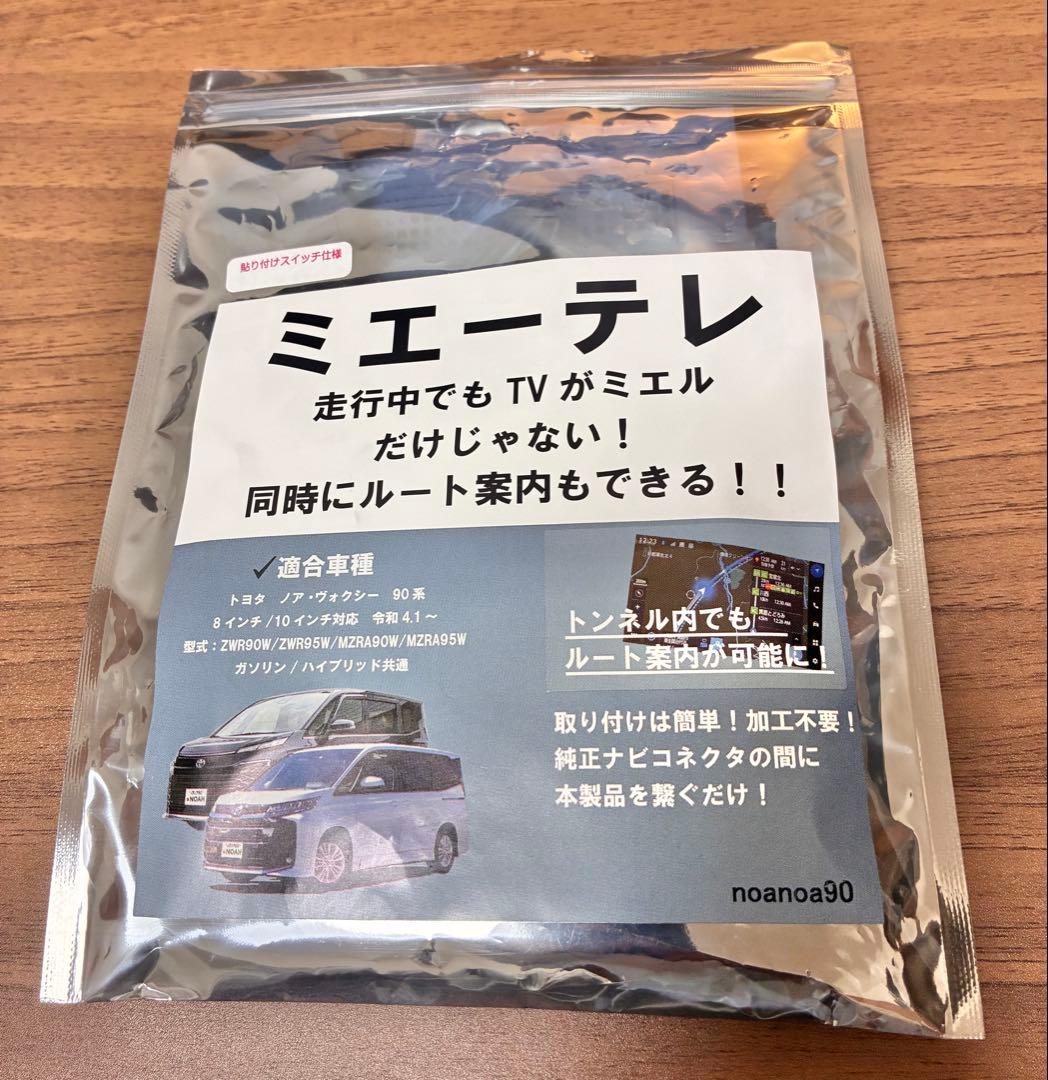 貼り付けスイッチ仕様
ミエーテレ
走行中でも TV がミエル
だけじゃない！
同時にルート案内もできる！！
✓適合車種
トヨタ ノア・ヴォクシー 90系
8インチ/10インチ対応 令和4.1～
型式：ZWR90W/ZWR95W/MZRA90W/MZRA95W
ガソリン/ハイブリッド共通
12:23
トンネル内でも
ルート案内が可能に！
取り付けは簡単！加工不要！
純正ナビコネクタの間に
本製品を繋ぐだけ！
NOAH
NOAH
noanoa90